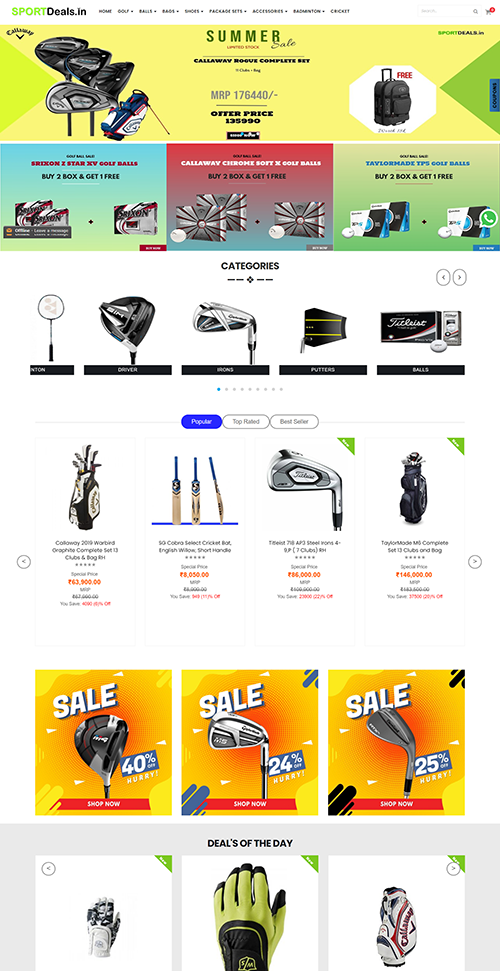 SPORTDeals.in
HOME GOLF BALLS BAGS SHOES PACKAGE SETS ACCESSORIES BADMINTON CRICKET
Search...
Callaway
SUMMER
LIMITED STOCK Sale
CALLAWAY ROGUE COMPLETE SET
11 Clubs + Bag
MRP 176440/-
OFFER PRICE
135990
FREE
SPORTDEALS.in
COUPONS
GOLF BALL SALE!
SRIXON Z STAR XV GOLF BALLS
BUY 2 BOX & GET 1 FREE
SRIXON
Offline - Leave a message
BUY NOW
GOLF BALL SALE!
CALLAWAY CHROME SOFT X GOLF BALLS
BUY 2 BOX & GET 1 FREE
BUY NOW
GOLF BALL SALE!
TAYLORMADE TP5 GOLF BALLS
BUY 2 BOX & GET 1 FREE
BUY NOW
CATEGORIES
NTON
DRIVER
IRONS
PUTTERS
Titleist
BALLS
Popular
Top Rated
Best Seller
Callaway 2019 Warbird
Graphite Complete Set 13
Clubs & Bag RH
Special Price
₹63,900.00
MRP
₹67,990.00
You Save: 4090 (6)% Off
SG Cobra Select Cricket Bat,
English Willow, Short Handle
Special Price
₹8,050.00
MRP
₹8,999.00
You Save: 949 (11)% Off
Titleist
Titleist 718 AP3 Steel Irons 4-
9,P ( 7 Clubs) RH
Special Price
₹86,000.00
MRP
₹109,900.00
You Save: 23900 (22)% Off
TaylorMade M6 Complete
Set 13 Clubs and Bag
Special Price
₹146,000.00
MRP
₹183,500.00
You Save: 37500 (20)% Off
SALE
40% OFF
HURRY!
SHOP NOW
SALE
24% OFF
HURRY!
SHOP NOW
SALE
25% OFF
HURRY!
SHOP NOW
DEAL'S OF THE DAY
Callaway